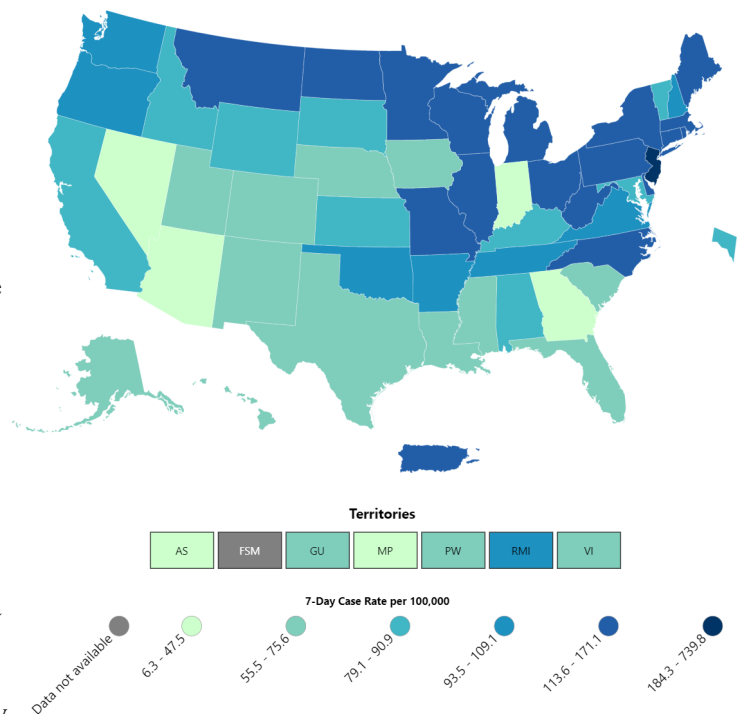 Territories
AS FSM GU MP PW RMI VI
7-Day Case Rate per 100,000
Data not available
6.3 - 47.5
55.5 - 75.6
79.1 - 90.9
93.5 - 109.1
113.6 - 171.1
184.3 - 739.8